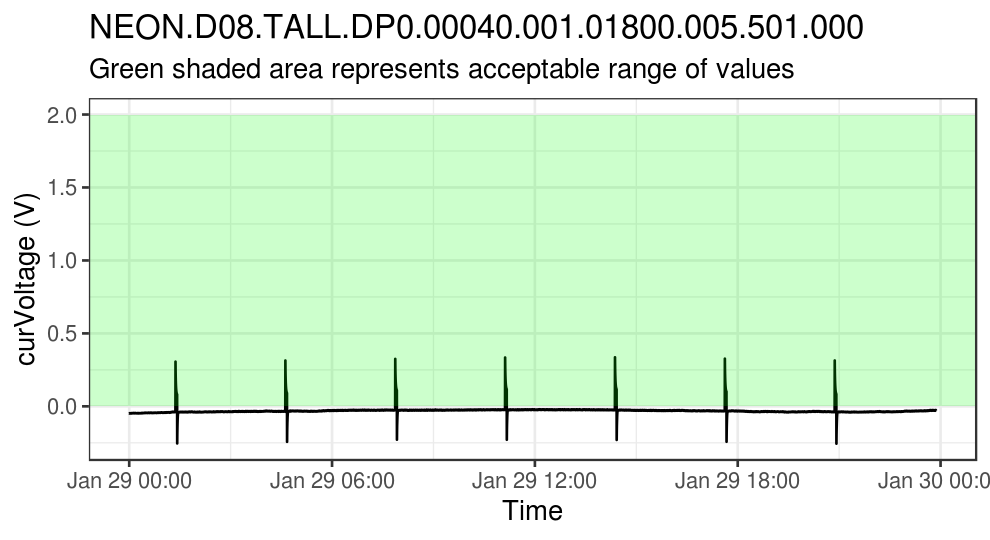 NEON.D08.TALL.DP0.00040.001.01800.005.501.000
Green shaded area represents acceptable range of values
2.0
1.5
1.0
0.5
0.0
curVoltage (V)
Jan 29 00:00 Jan 29 06:00 Jan 29 12:00 Jan 29 18:00 Jan 30 00:0
Time